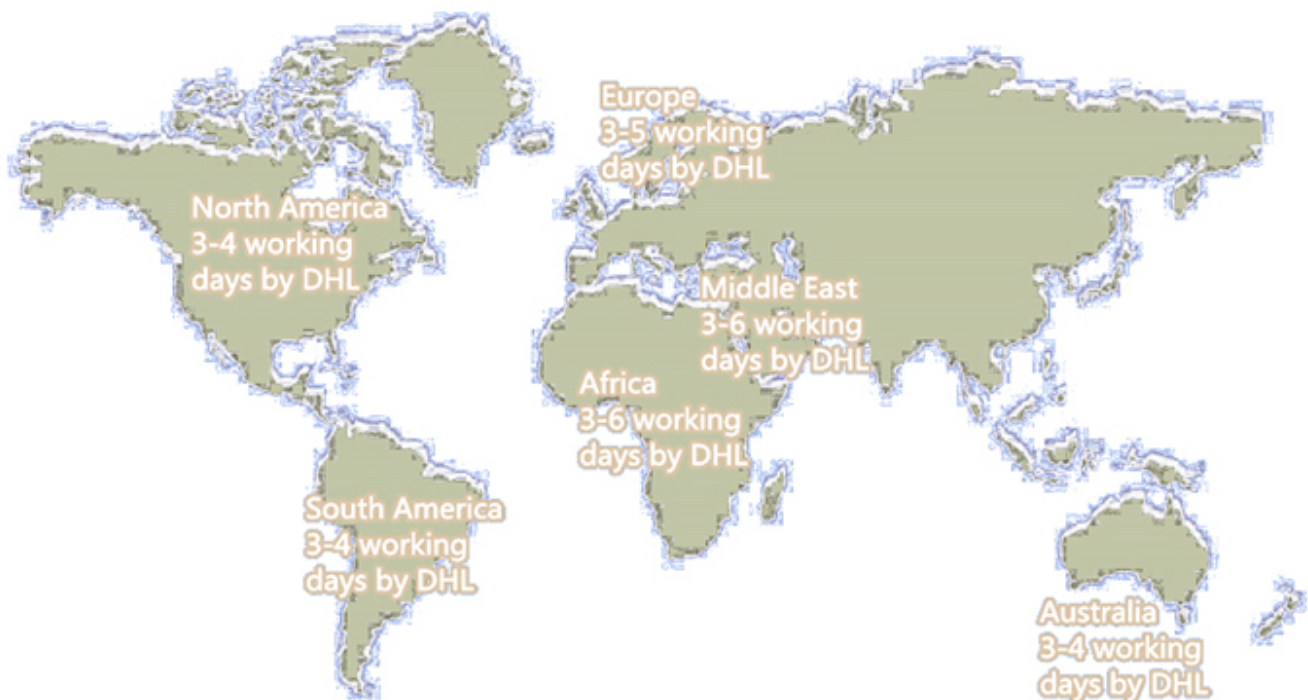 Europe
3-5 working
days by DHL
North America
3-4 working
days by DHL
Middle East
3-6 working
days by DHL
Africa
3-6 working
days by DHL
South America
3-4 working
days by DHL
Australia
3-4 working
days by DHL